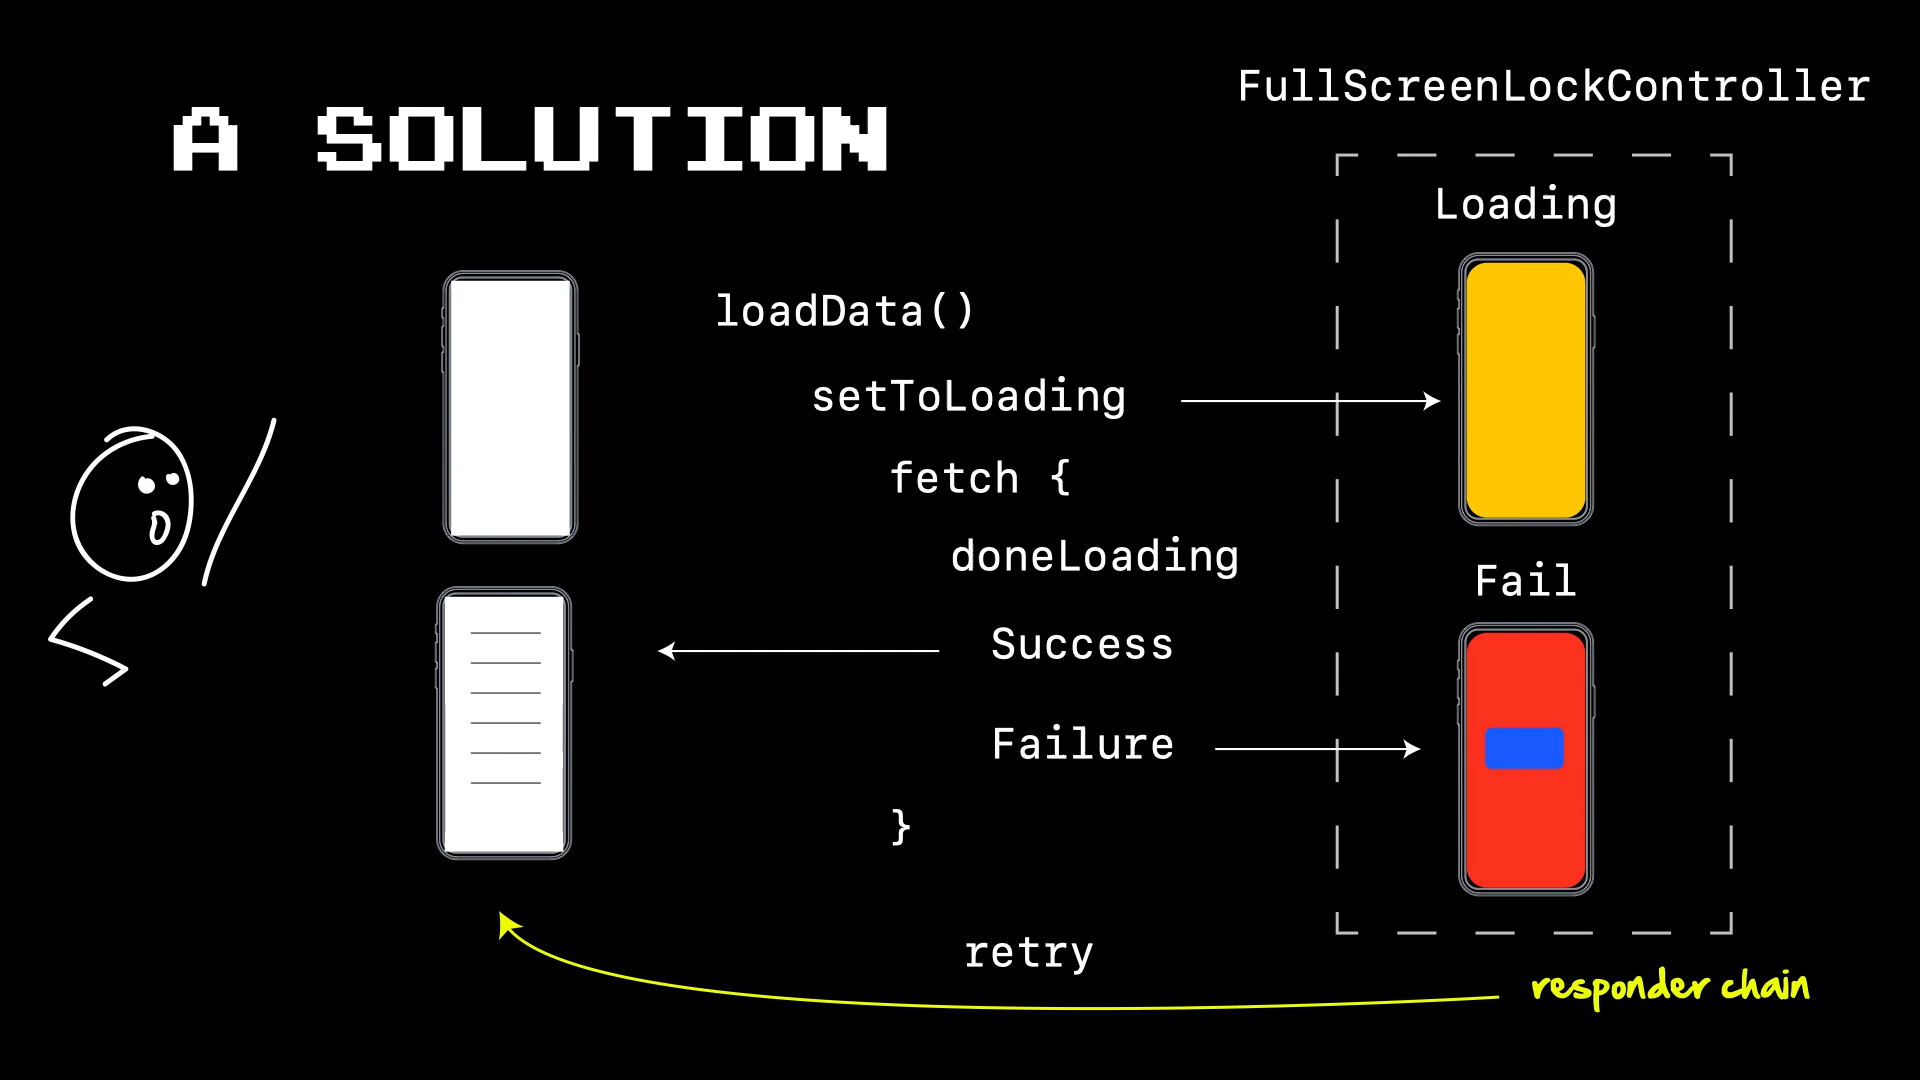 A SOLUTION
FullScreenLockController
Loading
loadData()
setToLoading
fetch {
doneLoading
Fail
Success
Failure
}
retry
responder chain